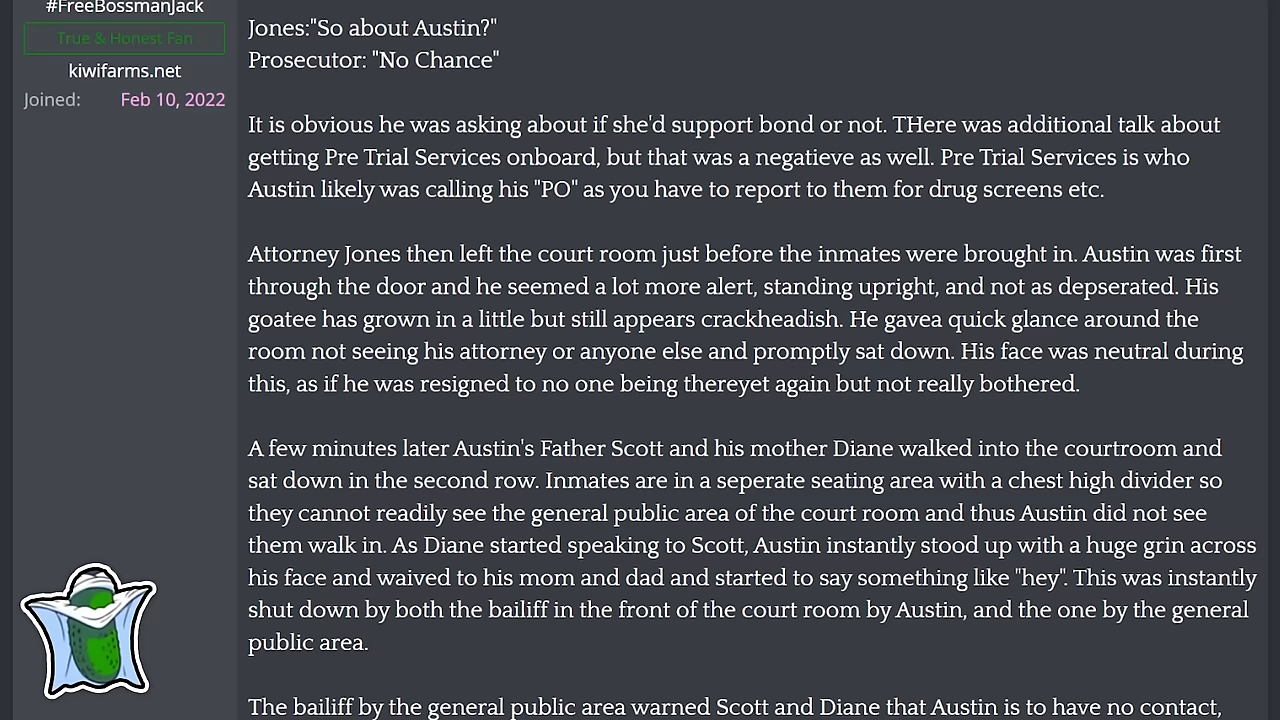 #FreeBossmanJack
True & Honest Fan
kiwifarms.net
Joined: Feb 10, 2022
Jones:"So about Austin?"
Prosecutor: "No Chance"
It is obvious he was asking about if she'd support bond or not. THere was additional talk about
getting Pre Trial Services onboard, but that was a negatieve as well. Pre Trial Services is who
Austin likely was calling his "PO" as you have to report to them for drug screens etc.
Attorney Jones then left the court room just before the inmates were brought in. Austin was first
through the door and he seemed a lot more alert, standing upright, and not as depserated. His
goatee has grown in a little but still appears crackheadish. He gavea quick glance around the
room not seeing his attorney or anyone else and promptly sat down. His face was neutral during
this, as if he was resigned to no one being thereyet again but not really bothered.
A few minutes later Austin's Father Scott and his mother Diane walked into the courtroom and
sat down in the second row. Inmates are in a seperate seating area with a chest high divider so
they cannot readily see the general public area of the court room and thus Austin did not see
them walk in. As Diane started speaking to Scott, Austin instantly stood up with a huge grin across
his face and waived to his mom and dad and started to say something like "hey". This was instantly
shut down by both the bailiff in the front of the court room by Austin, and the one by the general
public area.
The bailiff by the general public area warned Scott and Diane that Austin is to have no contact,